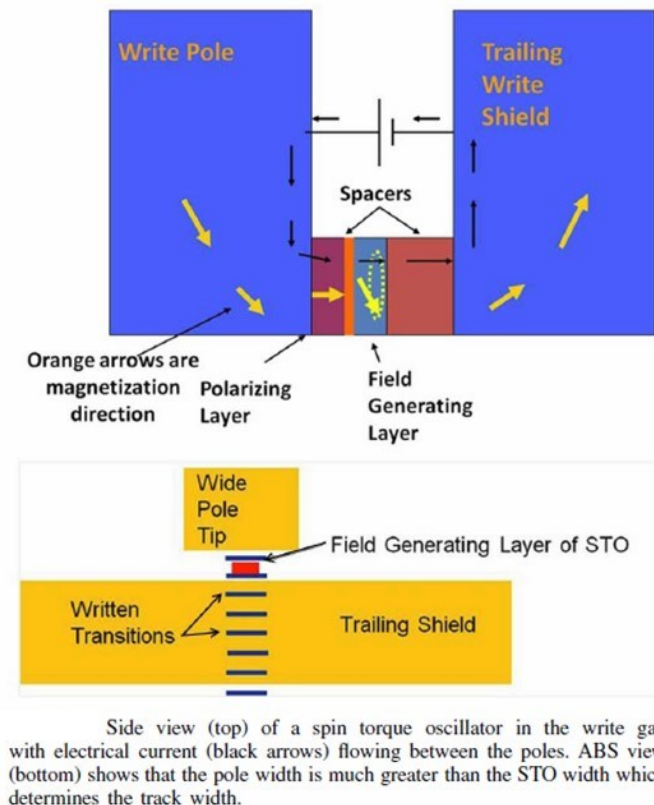 Write Pole
Trailing
Write
Shield
Spacers
Orange arrows are
magnetization
direction
Polarizing
Layer
Field
Generating
Layer
Wide
Pole
Tip
Field Generating Layer of STO
Written
Transitions
Trailing Shield
Side view (top) of a spin torque oscillator in the write ga
with electrical current (black arrows) flowing between the poles. ABS view
(bottom) shows that the pole width is much greater than the STO width whic
determines the track width.